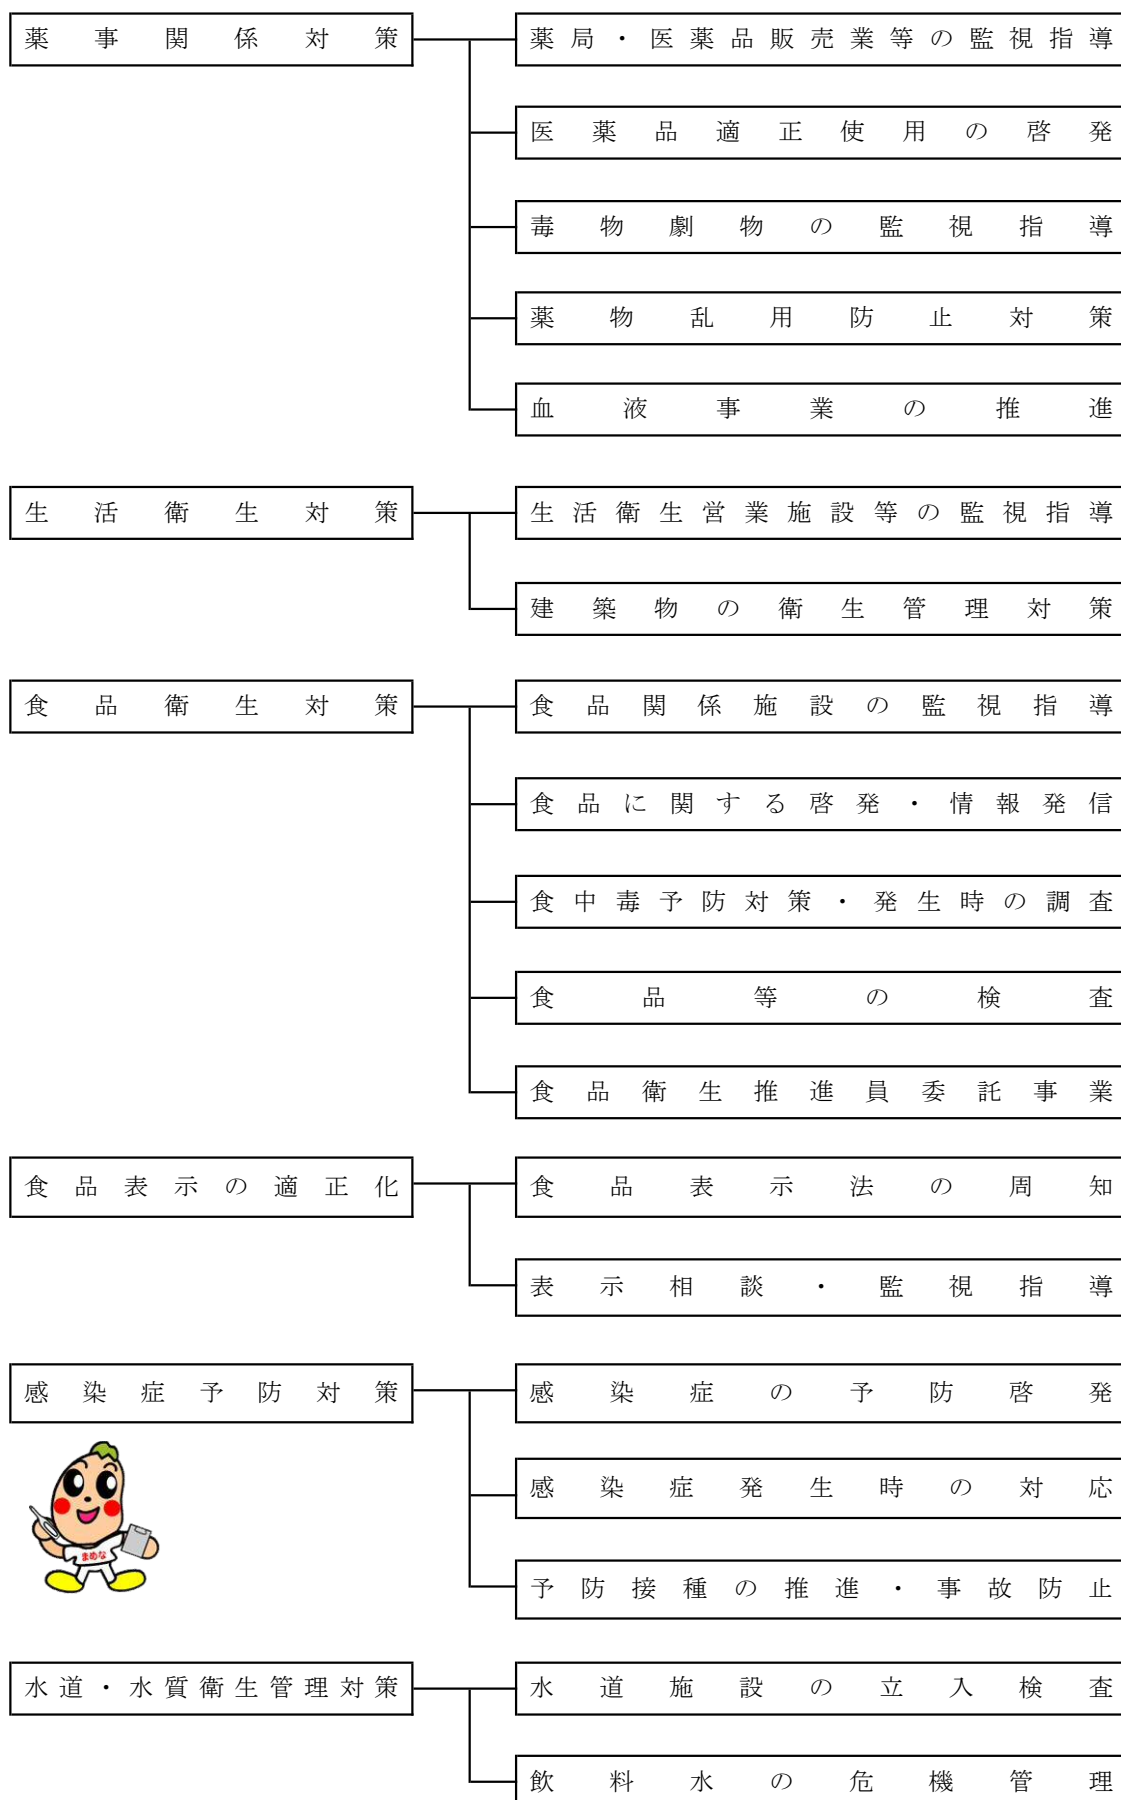 薬事関係対策
薬局・医薬品販売業等の監視指導
医薬品適正使用の啓発
毒物劇物の監視指導
薬物乱用防止対策
血液事業の推進
生活衛生対策
生活衛生営業施設等の監視指導
建築物の衛生管理対策
食品衛生対策
食品関係施設の監視指導
食品に関する啓発・情報発信
食中毒予防対策・発生時の調査
食品等の検査
食品衛生推進員委託事業
食品表示の適正化
食品表示法の周知
表示相談・監視指導
感染症予防対策
感染症の予防啓発
感染症発生時の対応
まめな
予防接種の推進・事故防止
水道・水質衛生管理対策
水道施設の立入検査
飲料水の危機管理